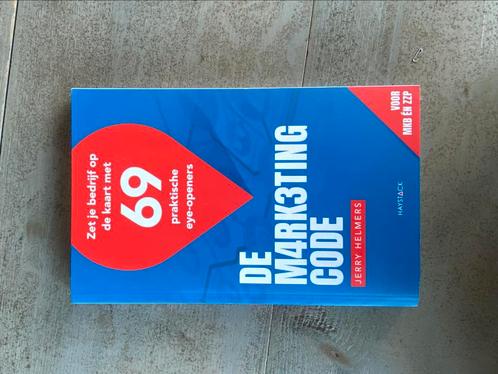 Zet je bedrijf op
de kaart met
69
praktische
eye-openers
DE
M4RK3TING
CODE
JERRY HELMERS
VOOR
MKB ÉN ZZP
HAYSTACK